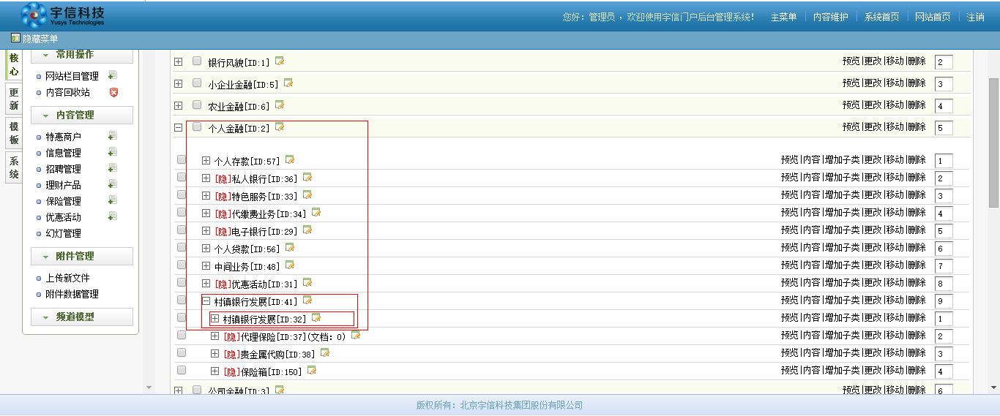 宇信科技
Yusys Technologies
您好：管理员 ，欢迎使用宇信门户后台管理系统！ 主菜单 内容维护 系统首页 网站首页 注销
隐藏菜单
核心
更新
模板
系统
常用操作
网站栏目管理
内容回收站
内容管理
特惠商户
信息管理
招聘管理
理财产品
保险管理
优惠活动
幻灯管理
附件管理
上传新文件
附件数据管理
频道模型
银行风貌[ID:1] 预览|更改|移动|删除 2
小企业金融[ID:5] 预览|更改|移动|删除 3
农业金融[ID:6] 预览|更改|移动|删除 4
个人金融[ID:2] 预览|更改|移动|删除 5
个人存款[ID:57] 预览|内容|增加子类|更改|移动|删除 1
[隐]私人银行[ID:36] 预览|内容|增加子类|更改|移动|删除 2
[隐]特色服务[ID:33] 预览|内容|增加子类|更改|移动|删除 3
[隐]代缴费业务[ID:34] 预览|内容|增加子类|更改|移动|删除 4
[隐]电子银行[ID:29] 预览|内容|增加子类|更改|移动|删除 5
个人贷款[ID:56] 预览|内容|增加子类|更改|移动|删除 6
中间业务[ID:48] 预览|内容|增加子类|更改|移动|删除 7
[隐]优惠活动[ID:31] 预览|内容|增加子类|更改|移动|删除 8
村镇银行发展[ID:41] 预览|内容|增加子类|更改|移动|删除 9
村镇银行发展[ID:32] 预览|内容|增加子类|更改|移动|删除 1
[隐]代理保险[ID:37](文档：0) 预览|内容|增加子类|更改|移动|删除 2
[隐]贵金属代购[ID:38] 预览|内容|增加子类|更改|移动|删除 3
[隐]保险箱[ID:150] 预览|内容|增加子类|更改|移动|删除 4
公司金融[ID:3] 预览|更改|移动|删除 6
版权所有：北京宇信科技集团股份有限公司